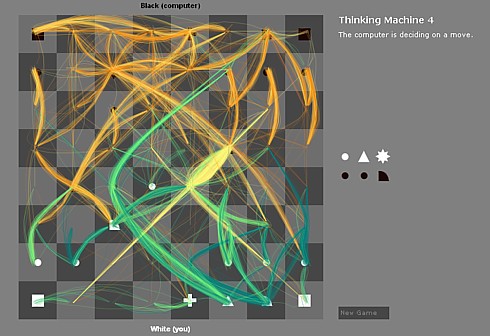 Black (computer)
Thinking Machine 4
The computer is deciding on a move.
New Game
White (you)